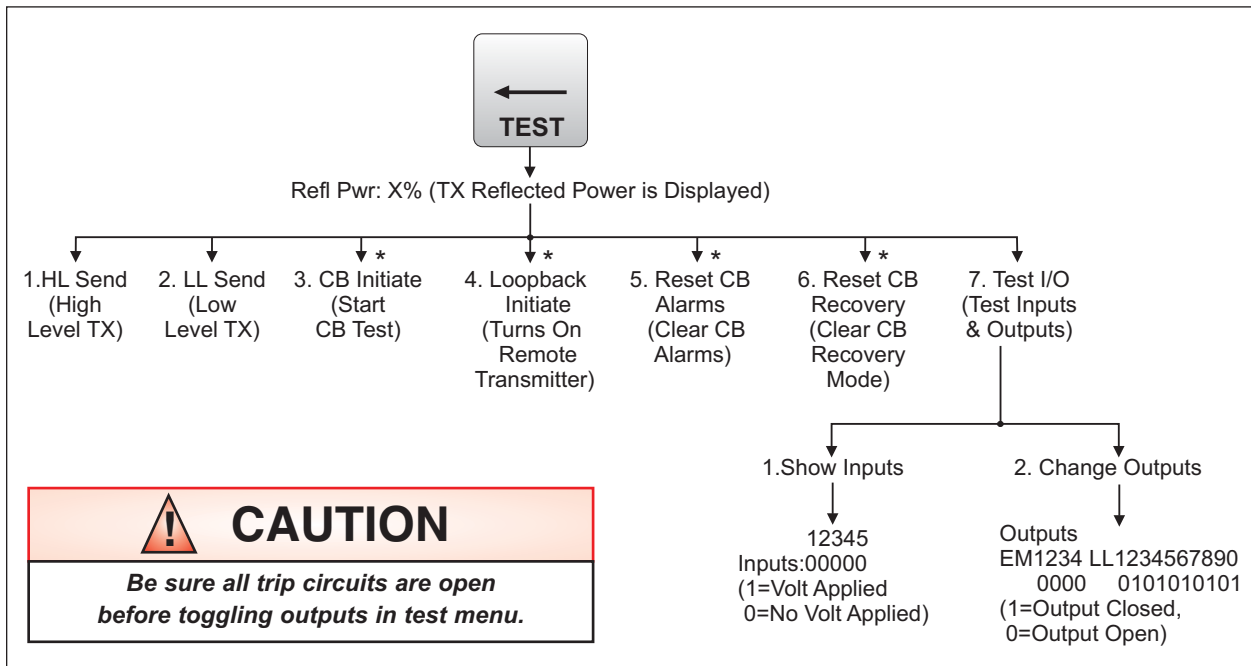 TEST
Refl Pwr: X% (TX Reflected Power is Displayed)
1.HL Send
(High
Level TX)
2. LL Send
(Low
Level TX)
*
3. CB Initiate
(Start
CB Test)
*
4. Loopback
Initiate
(Turns On
Remote
Transmitter)
*
5. Reset CB
Alarms
(Clear CB
Alarms)
*
6. Reset CB
Recovery
(Clear CB
Recovery
Mode)
7. Test I/O
(Test Inputs
& Outputs)
1.Show Inputs
12345
Inputs:00000
(1=Volt Applied
0=No Volt Applied)
2. Change Outputs
Outputs
EM1234 LL1234567890
0000 0101010101
(1=Output Closed,
0=Output Open)
! CAUTION
Be sure all trip circuits are open
before toggling outputs in test menu.